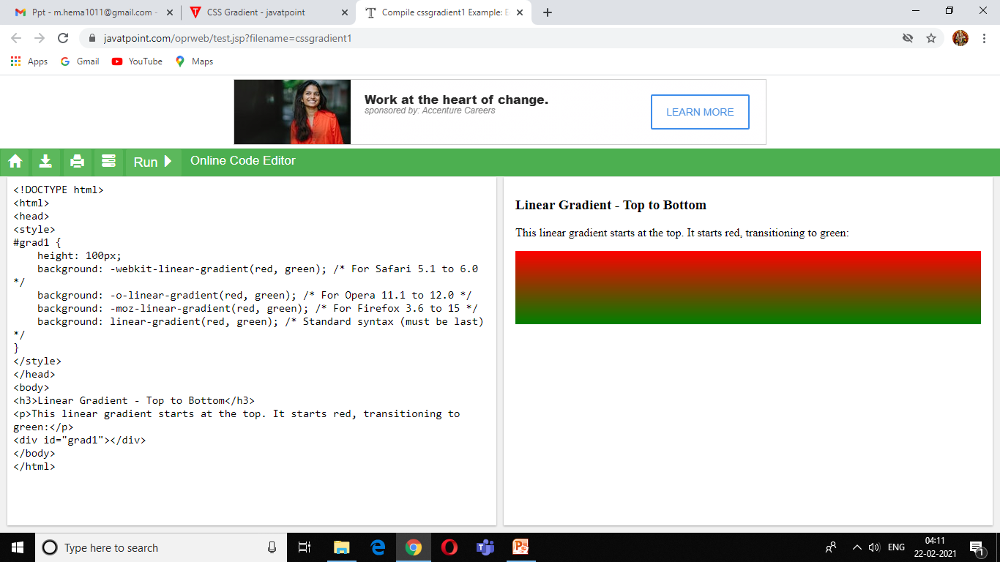 Ppt - m.hema1011@gmail.com -
CSS Gradient - javatpoint
Compile cssgradient1 Example: E
javatpoint.com/oprweb/test.jsp?filename=cssgradient1
Apps Gmail YouTube Maps
Work at the heart of change.
sponsored by: Accenture Careers
LEARN MORE
Run
Online Code Editor
<!DOCTYPE html>
<html>
<head>
<style>
#grad1 {
    height: 100px;
    background: -webkit-linear-gradient(red, green); /* For Safari 5.1 to 6.0
*/
    background: -o-linear-gradient(red, green); /* For Opera 11.1 to 12.0 */
    background: -moz-linear-gradient(red, green); /* For Firefox 3.6 to 15 */
    background: linear-gradient(red, green); /* Standard syntax (must be last)
*/
}
</style>
</head>
<body>
<h3>Linear Gradient - Top to Bottom</h3>
<p>This linear gradient starts at the top. It starts red, transitioning to
green:</p>
<div id="grad1"></div>
</body>
</html>
Linear Gradient - Top to Bottom
This linear gradient starts at the top. It starts red, transitioning to green:
Type here to search
ENG
04:11
22-02-2021
1